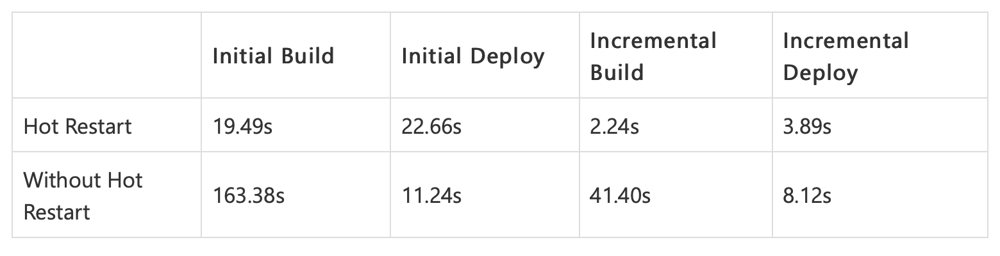 Initial Build
Initial Deploy
Incremental
Build
Incremental
Deploy
Hot Restart
19.49s
22.66s
2.24s
3.89s
Without Hot
Restart
163.38s
11.24s
41.40s
8.12s